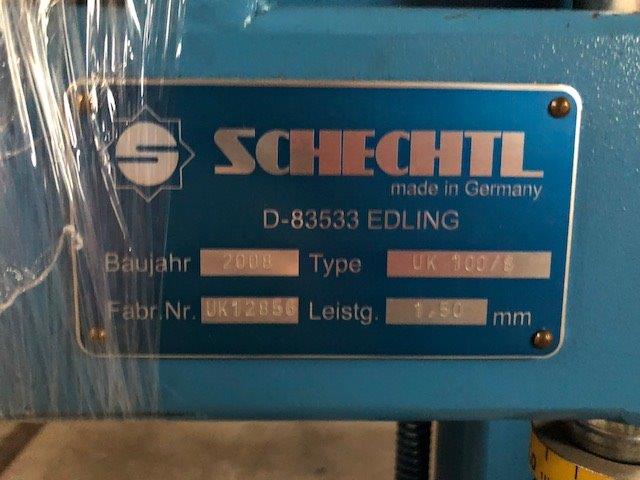 S SCHECHTL
made in Germany
D-83533 EDLING
Baujahr 2008 Type UK 100/S
Fabr.Nr. UK12856 Leistg. 1,50 mm